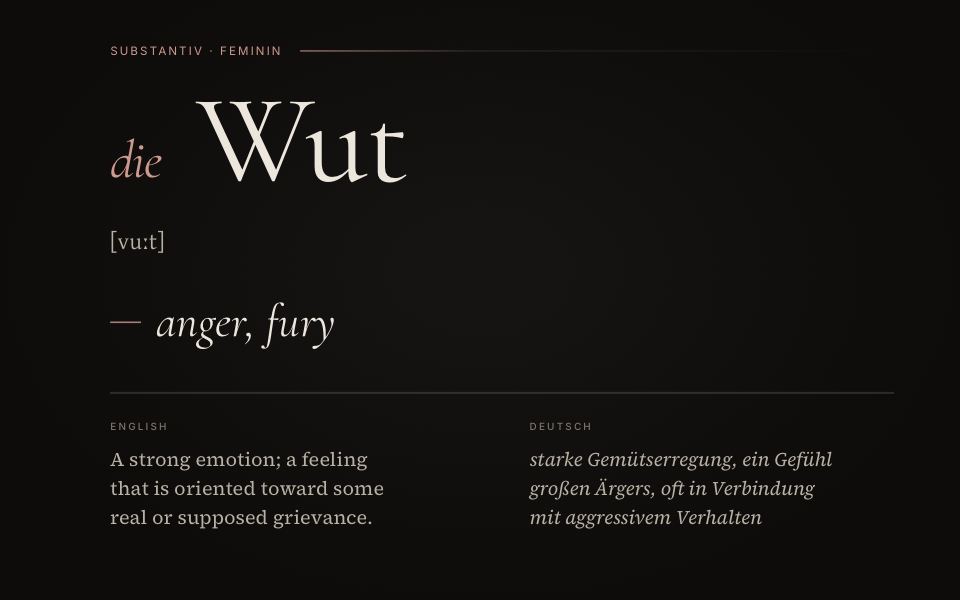 SUBSTANTIV · FEMININ
die Wut
[vuːt]
— anger, fury
ENGLISH
A strong emotion; a feeling
that is oriented toward some
real or supposed grievance.
DEUTSCH
starke Gemütserregung, ein Gefühl
großen Ärgers, oft in Verbindung
mit aggressivem Verhalten